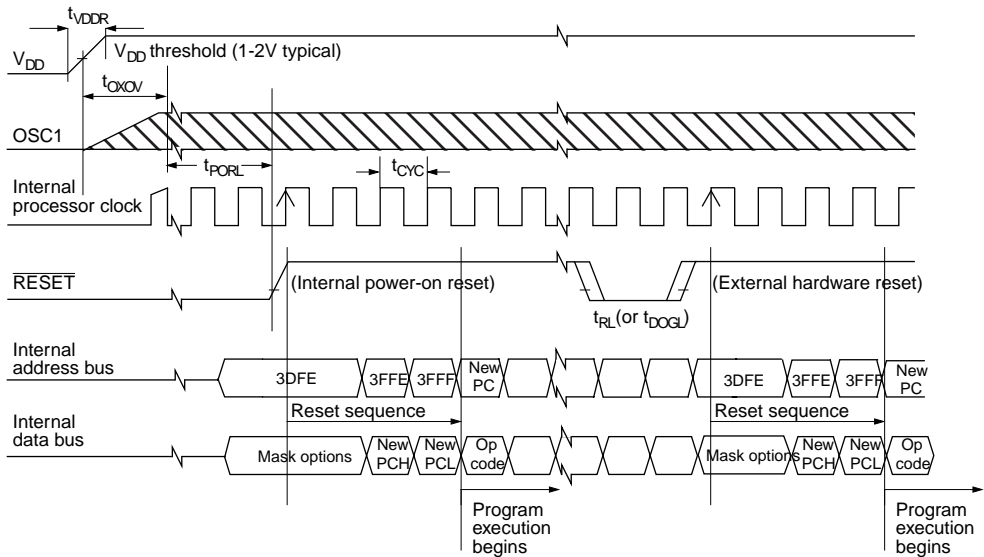 tVDDR
VDD
VDD threshold (1-2V typical)
tOXOV
OSC1
tPORL
tCYC
Internal
processor clock
RESET
(Internal power-on reset)
(External hardware reset)
tRL(or tDOGL)
Internal
address bus
3DFE
3FFE
3FFF
New
PC
3DFE
3FFE
3FFF
New
PC
Reset sequence
Reset sequence
Internal
data bus
Mask options
New
PCH
New
PCL
Op
code
Mask options
New
PCH
New
PCL
Op
code
Program
execution
begins
Program
execution
begins